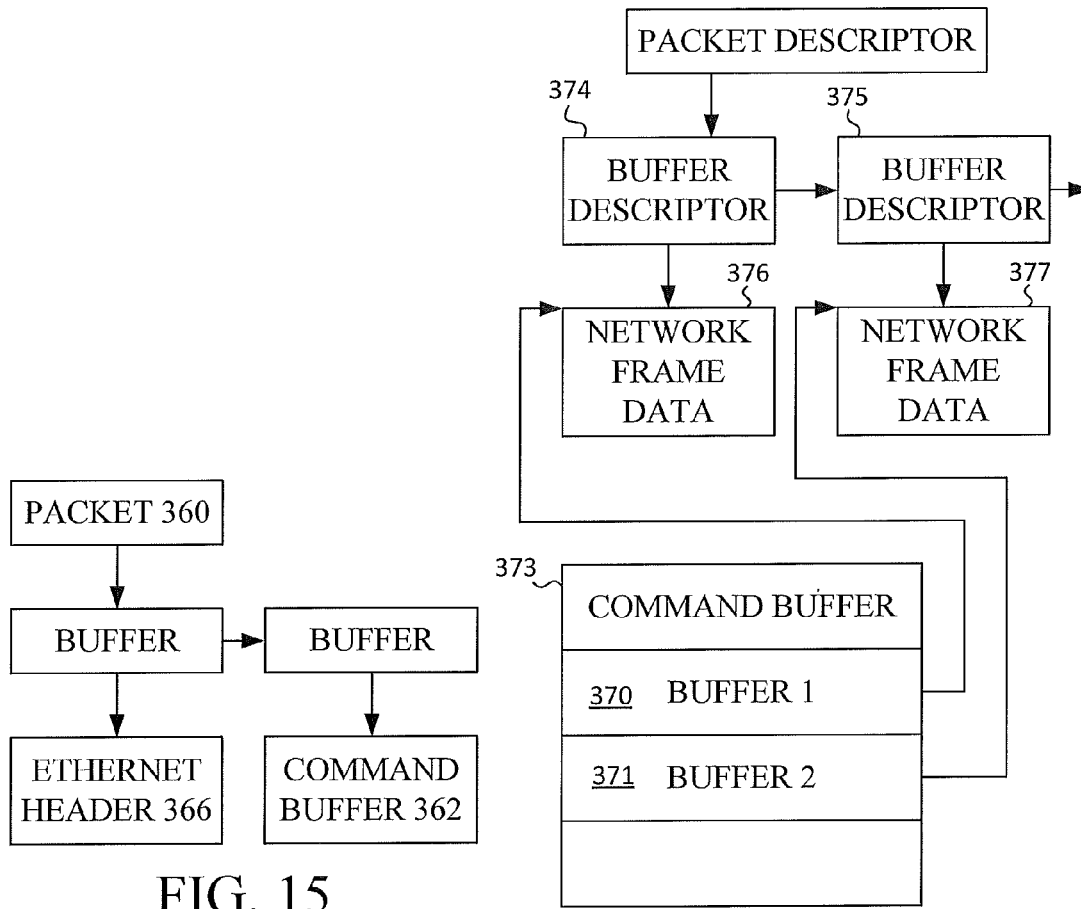 PACKET DESCRIPTOR
374
375
BUFFER
DESCRIPTOR
BUFFER
DESCRIPTOR
376
377
NETWORK
FRAME
DATA
NETWORK
FRAME
DATA
PACKET 360
BUFFER
BUFFER
ETHERNET
HEADER 366
COMMAND
BUFFER 362
FIG. 15
373
COMMAND BUFFER
370 BUFFER 1
371 BUFFER 2